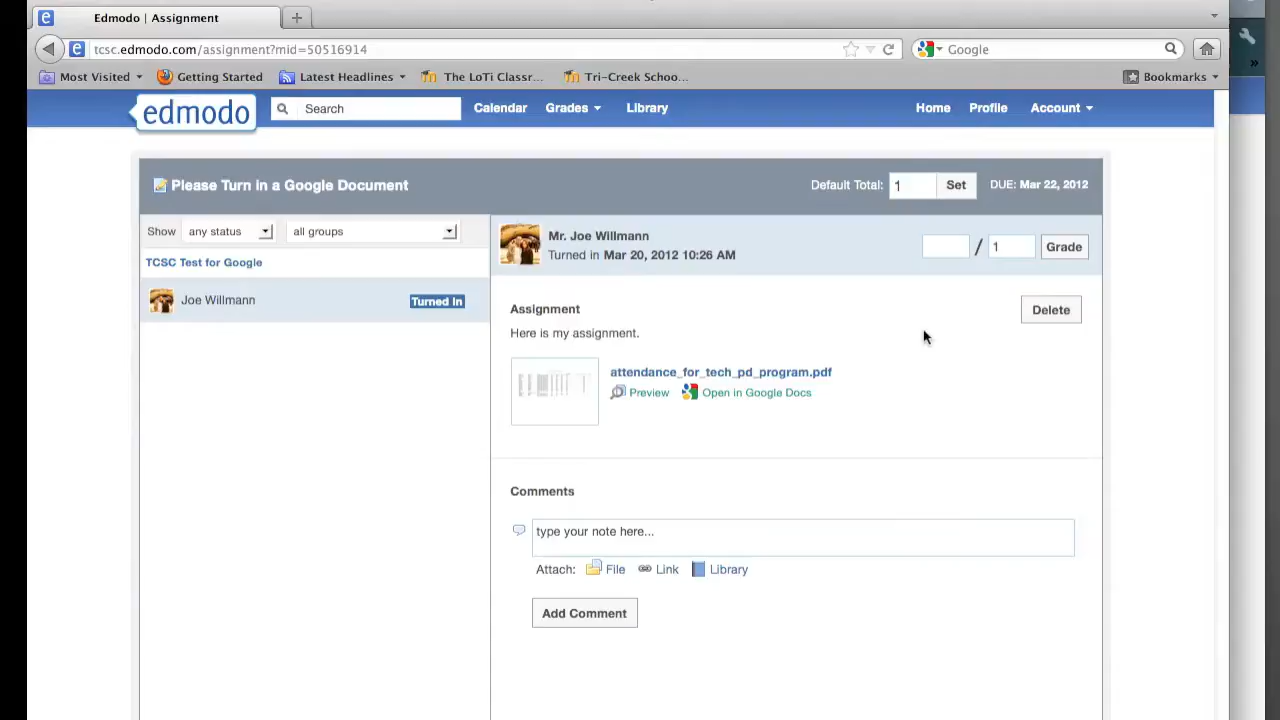 Edmodo | Assignment
tcsc.edmodo.com/assignment?mid=50516914
Google
Most Visited
Getting Started
Latest Headlines
The LoTi Classr...
Tri-Creek Schoo...
Bookmarks
edmodo
Search
Calendar
Grades
Library
Home
Profile
Account
Please Turn in a Google Document
Default Total: 1 Set
DUE: Mar 22, 2012
Show any status all groups
Mr. Joe Willmann
Turned in Mar 20, 2012 10:26 AM
/ 1 Grade
TCSC Test for Google
Joe Willmann Turned In
Assignment
Delete
Here is my assignment.
attendance_for_tech_pd_program.pdf
Preview Open in Google Docs
Comments
type your note here...
Attach: File Link Library
Add Comment